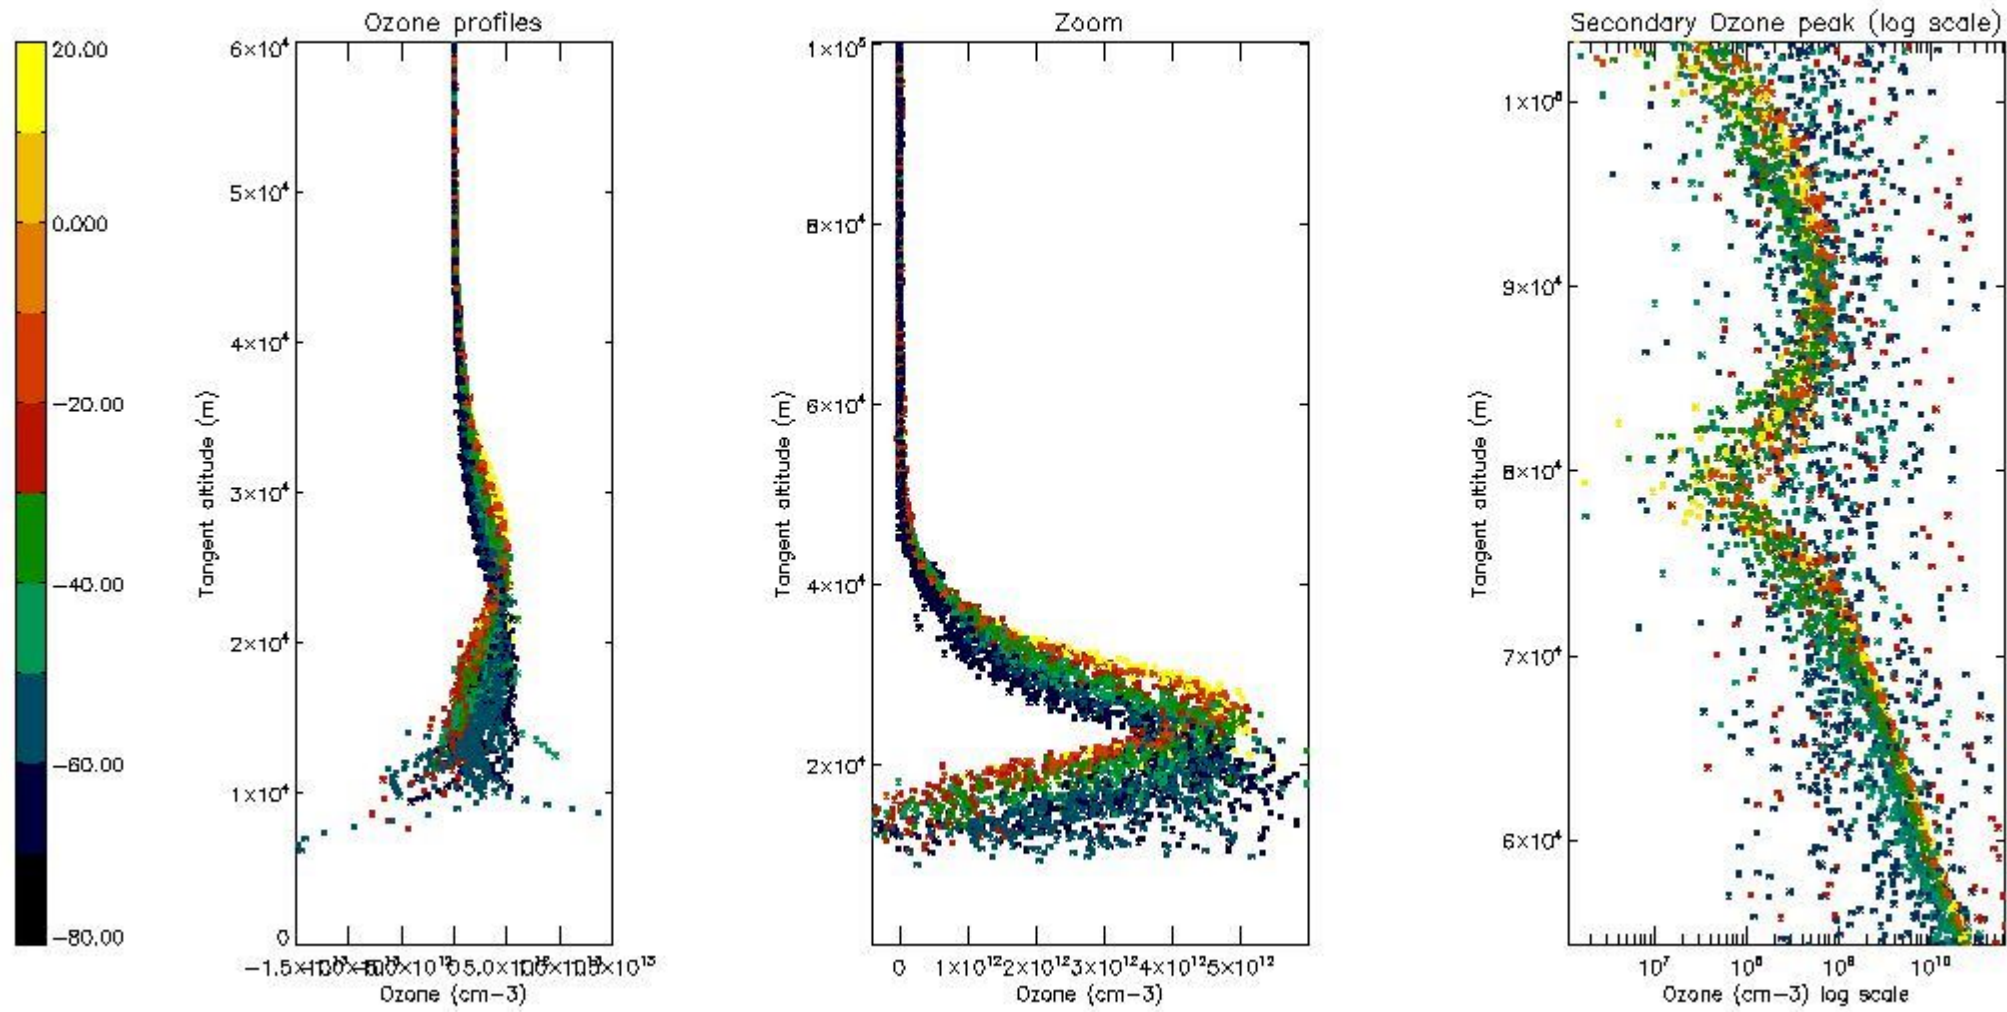 Ozone profiles
Zoom
Secondary Ozone peak (log scale)
20.00
0.000
−20.00
−40.00
−60.00
−80.00
6×10⁴
5×10⁴
4×10⁴
3×10⁴
2×10⁴
1×10⁴
0
Tangent altitude (m)
Ozone (cm−3)
1×10⁵
8×10⁴
6×10⁴
4×10⁴
2×10⁴
Tangent altitude (m)
0 1×10¹² 2×10¹² 3×10¹² 4×10¹² 5×10¹²
Ozone (cm−3)
9×10⁴
8×10⁴
7×10⁴
6×10⁴
Tangent altitude (m)
10⁷ 10⁸ 10⁹ 10¹⁰
Ozone (cm−3) log scale